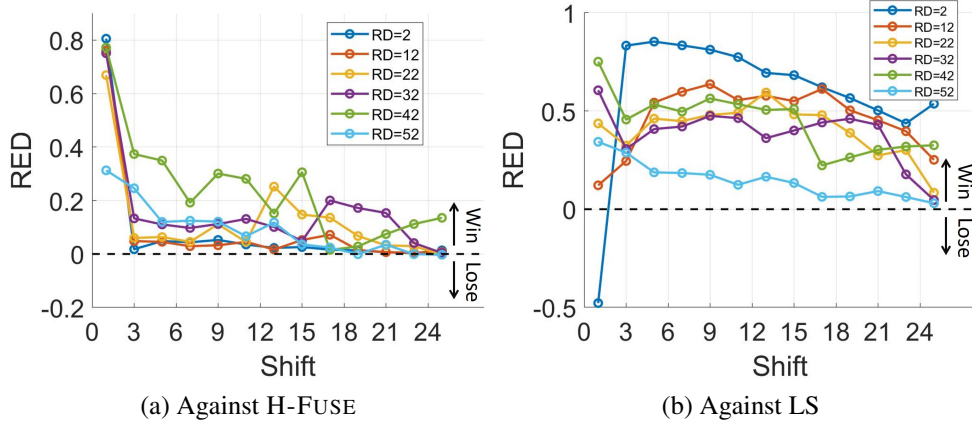 0.8
0.6
0.4
0.2
0
-0.2
RED
0 3 6 9 12 15 18 21 24
Shift
RD=2
RD=12
RD=22
RD=32
RD=42
RD=52
Win
Lose
(a) Against H-FUSE
1
0.5
0
-0.5
RED
0 3 6 9 12 15 18 21 24
Shift
RD=2
RD=12
RD=22
RD=32
RD=42
RD=52
Win
Lose
(b) Against LS